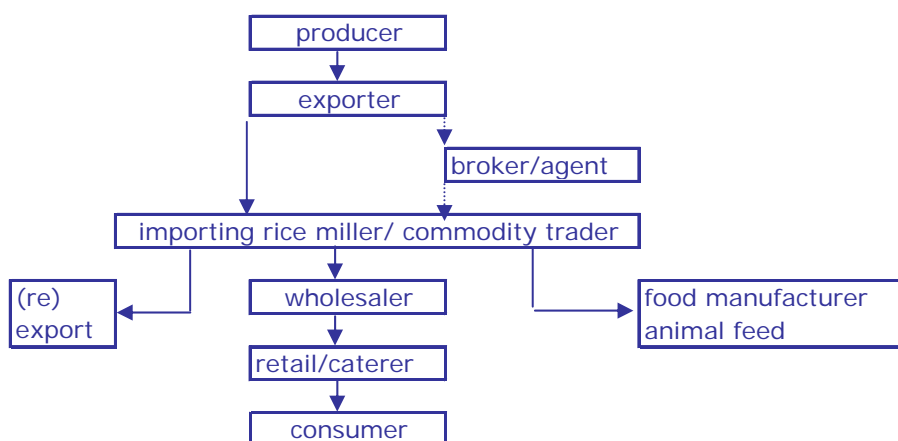 producer
exporter
broker/agent
importing rice miller/ commodity trader
(re)
export
wholesaler
food manufacturer
animal feed
retail/caterer
consumer